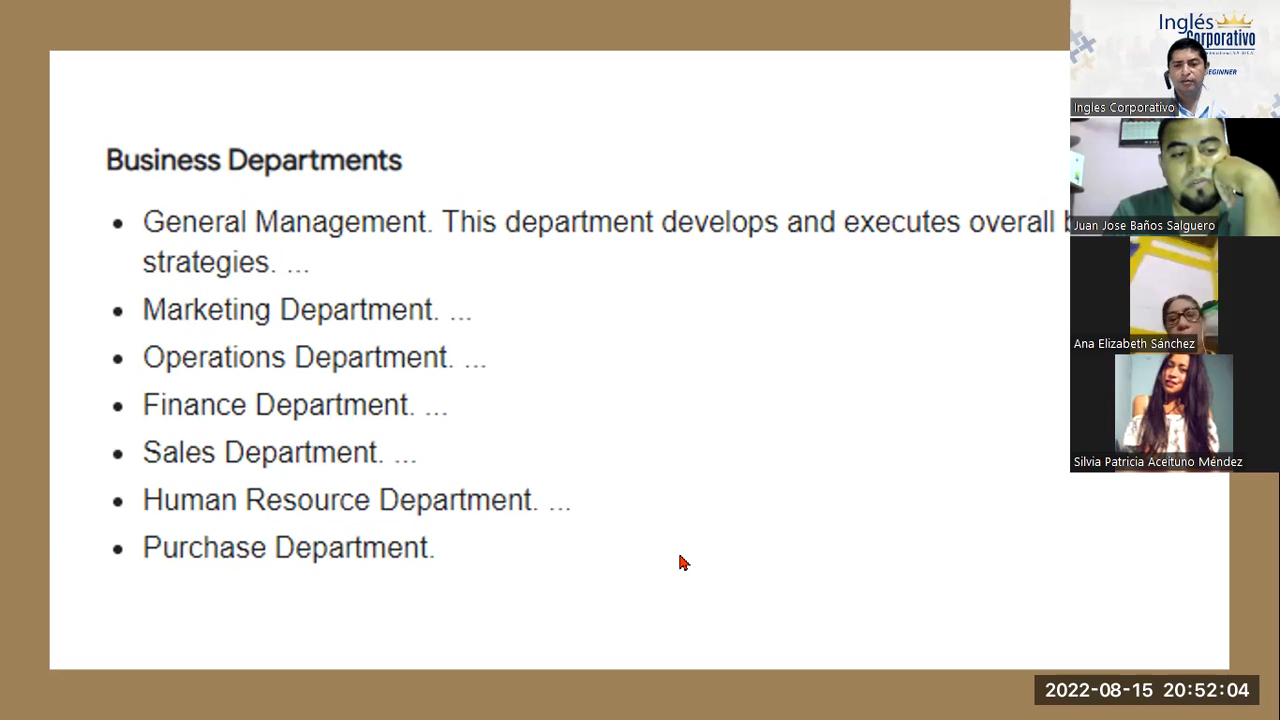 Business Departments
• General Management. This department develops and executes overall
strategies. ...
• Marketing Department. ...
• Operations Department. ...
• Finance Department. ...
• Sales Department. ...
• Human Resource Department. ...
• Purchase Department.
Inglés
Corporativo
BEGINNER
Ingles Corporativo
Juan Jose Baños Salguero
Ana Elizabeth Sánchez
Silvia Patricia Aceituno Méndez
2022-08-15 20:52:04